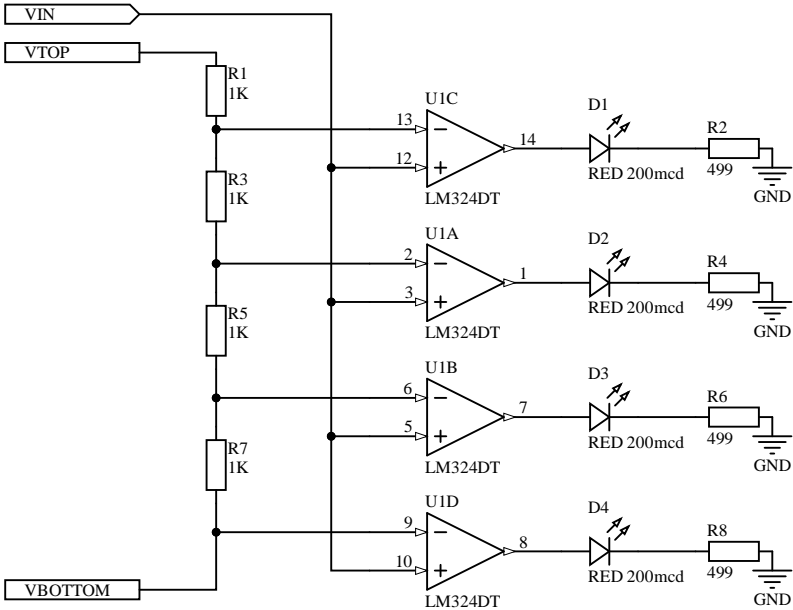 VIN
VTOP
R1
1K
U1C
13
−
12
+
14
LM324DT
D1
RED 200mcd
R2
499
GND
R3
1K
U1A
2
−
3
+
1
LM324DT
D2
RED 200mcd
R4
499
GND
R5
1K
U1B
6
−
5
+
7
LM324DT
D3
RED 200mcd
R6
499
GND
R7
1K
U1D
9
−
10
+
8
LM324DT
D4
RED 200mcd
R8
499
GND
VBOTTOM